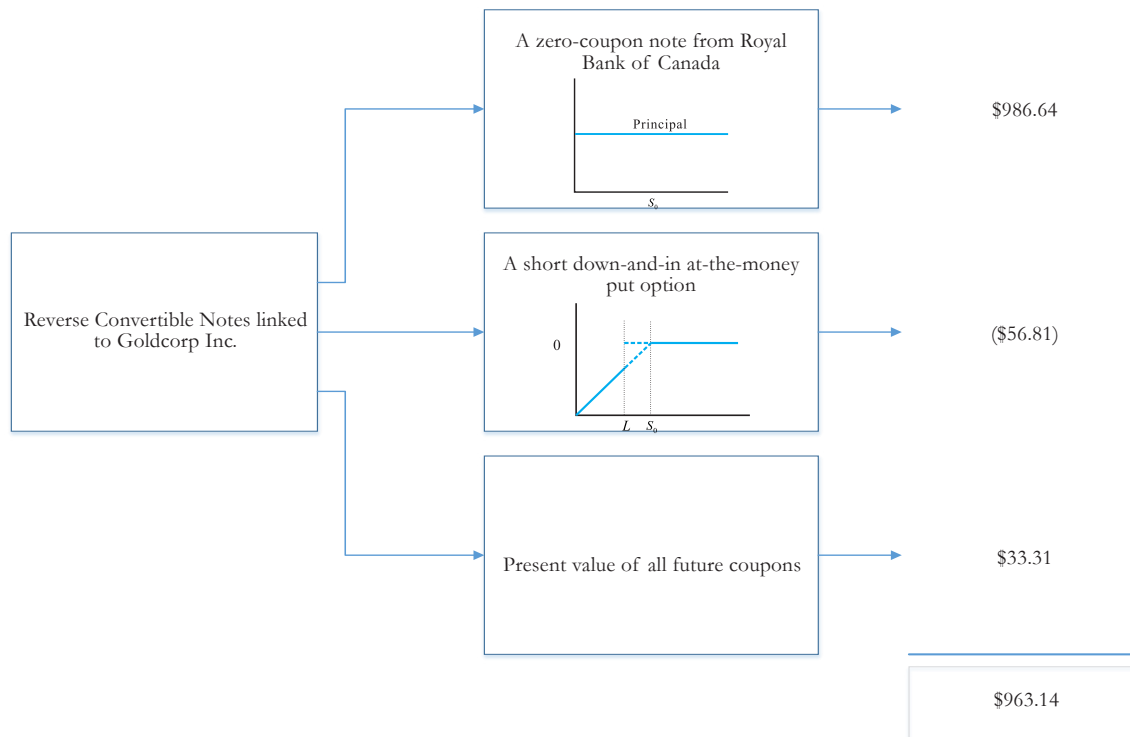 A zero-coupon note from Royal
Bank of Canada
Principal
S₀
$986.64
Reverse Convertible Notes linked
to Goldcorp Inc.
A short down-and-in at-the-money
put option
0
L S₀
($56.81)
Present value of all future coupons
$33.31
$963.14